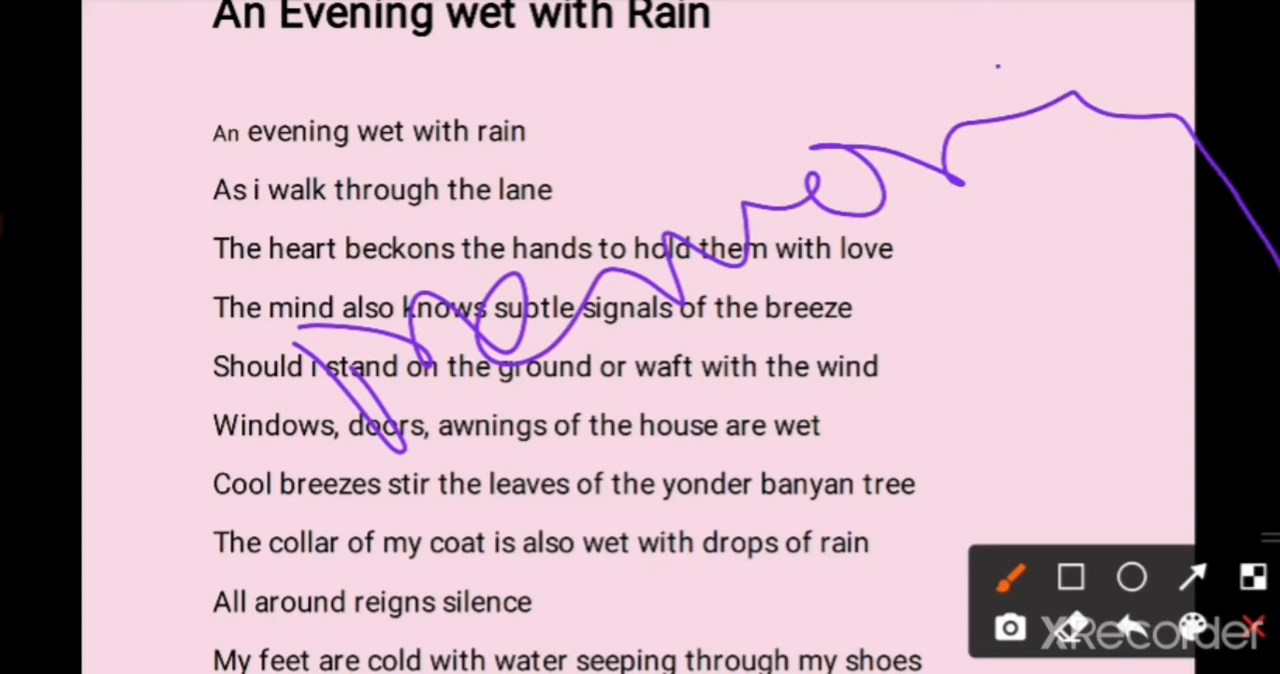 An Evening wet with Rain
An evening wet with rain
As i walk through the lane
The heart beckons the hands to hold them with love
The mind also knows subtle signals of the breeze
Should i stand on the ground or waft with the wind
Windows, doors, awnings of the house are wet
Cool breezes stir the leaves of the yonder banyan tree
The collar of my coat is also wet with drops of rain
All around reigns silence
My feet are cold with water seeping through my shoes
XRecorder